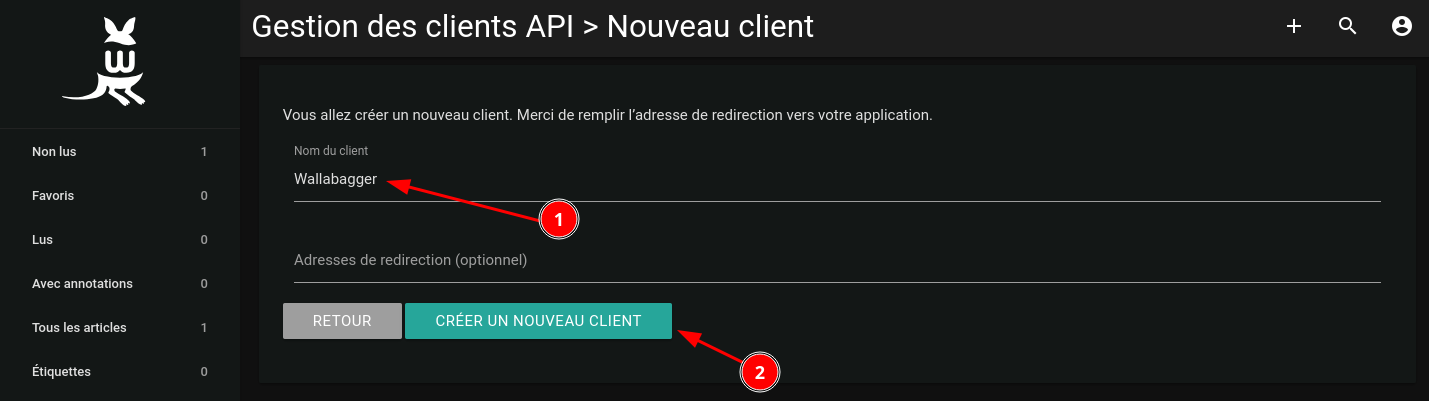 W
Gestion des clients API > Nouveau client
Non lus 1
Favoris 0
Lus 0
Avec annotations 0
Tous les articles 1
Étiquettes 0
Vous allez créer un nouveau client. Merci de remplir l’adresse de redirection vers votre application.
Nom du client
Wallabagger
1
Adresses de redirection (optionnel)
RETOUR CRÉER UN NOUVEAU CLIENT
2